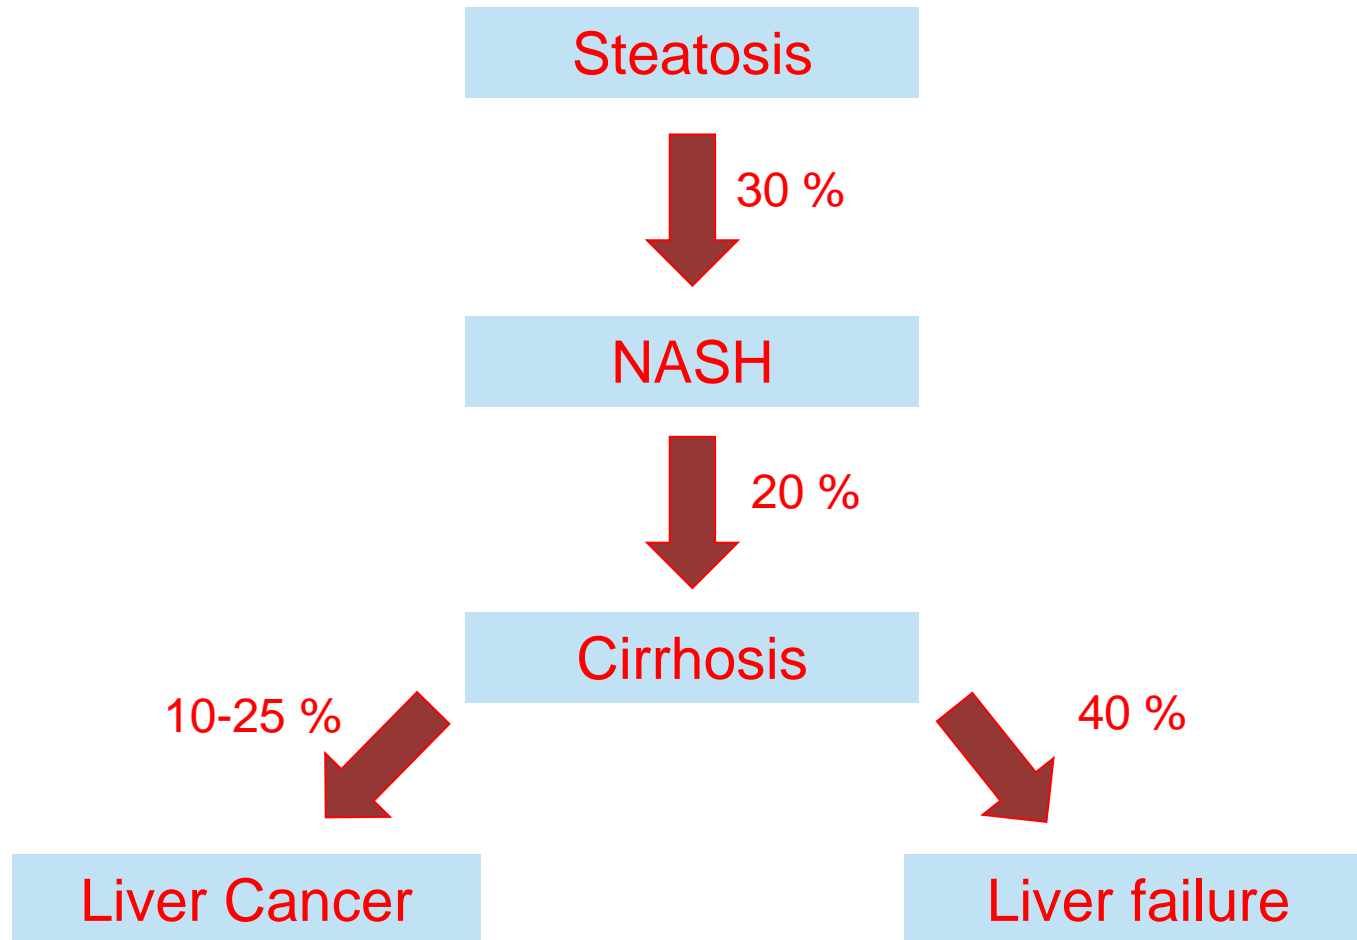 Steatosis
30 %
NASH
20 %
Cirrhosis
10-25 %
40 %
Liver Cancer
Liver failure